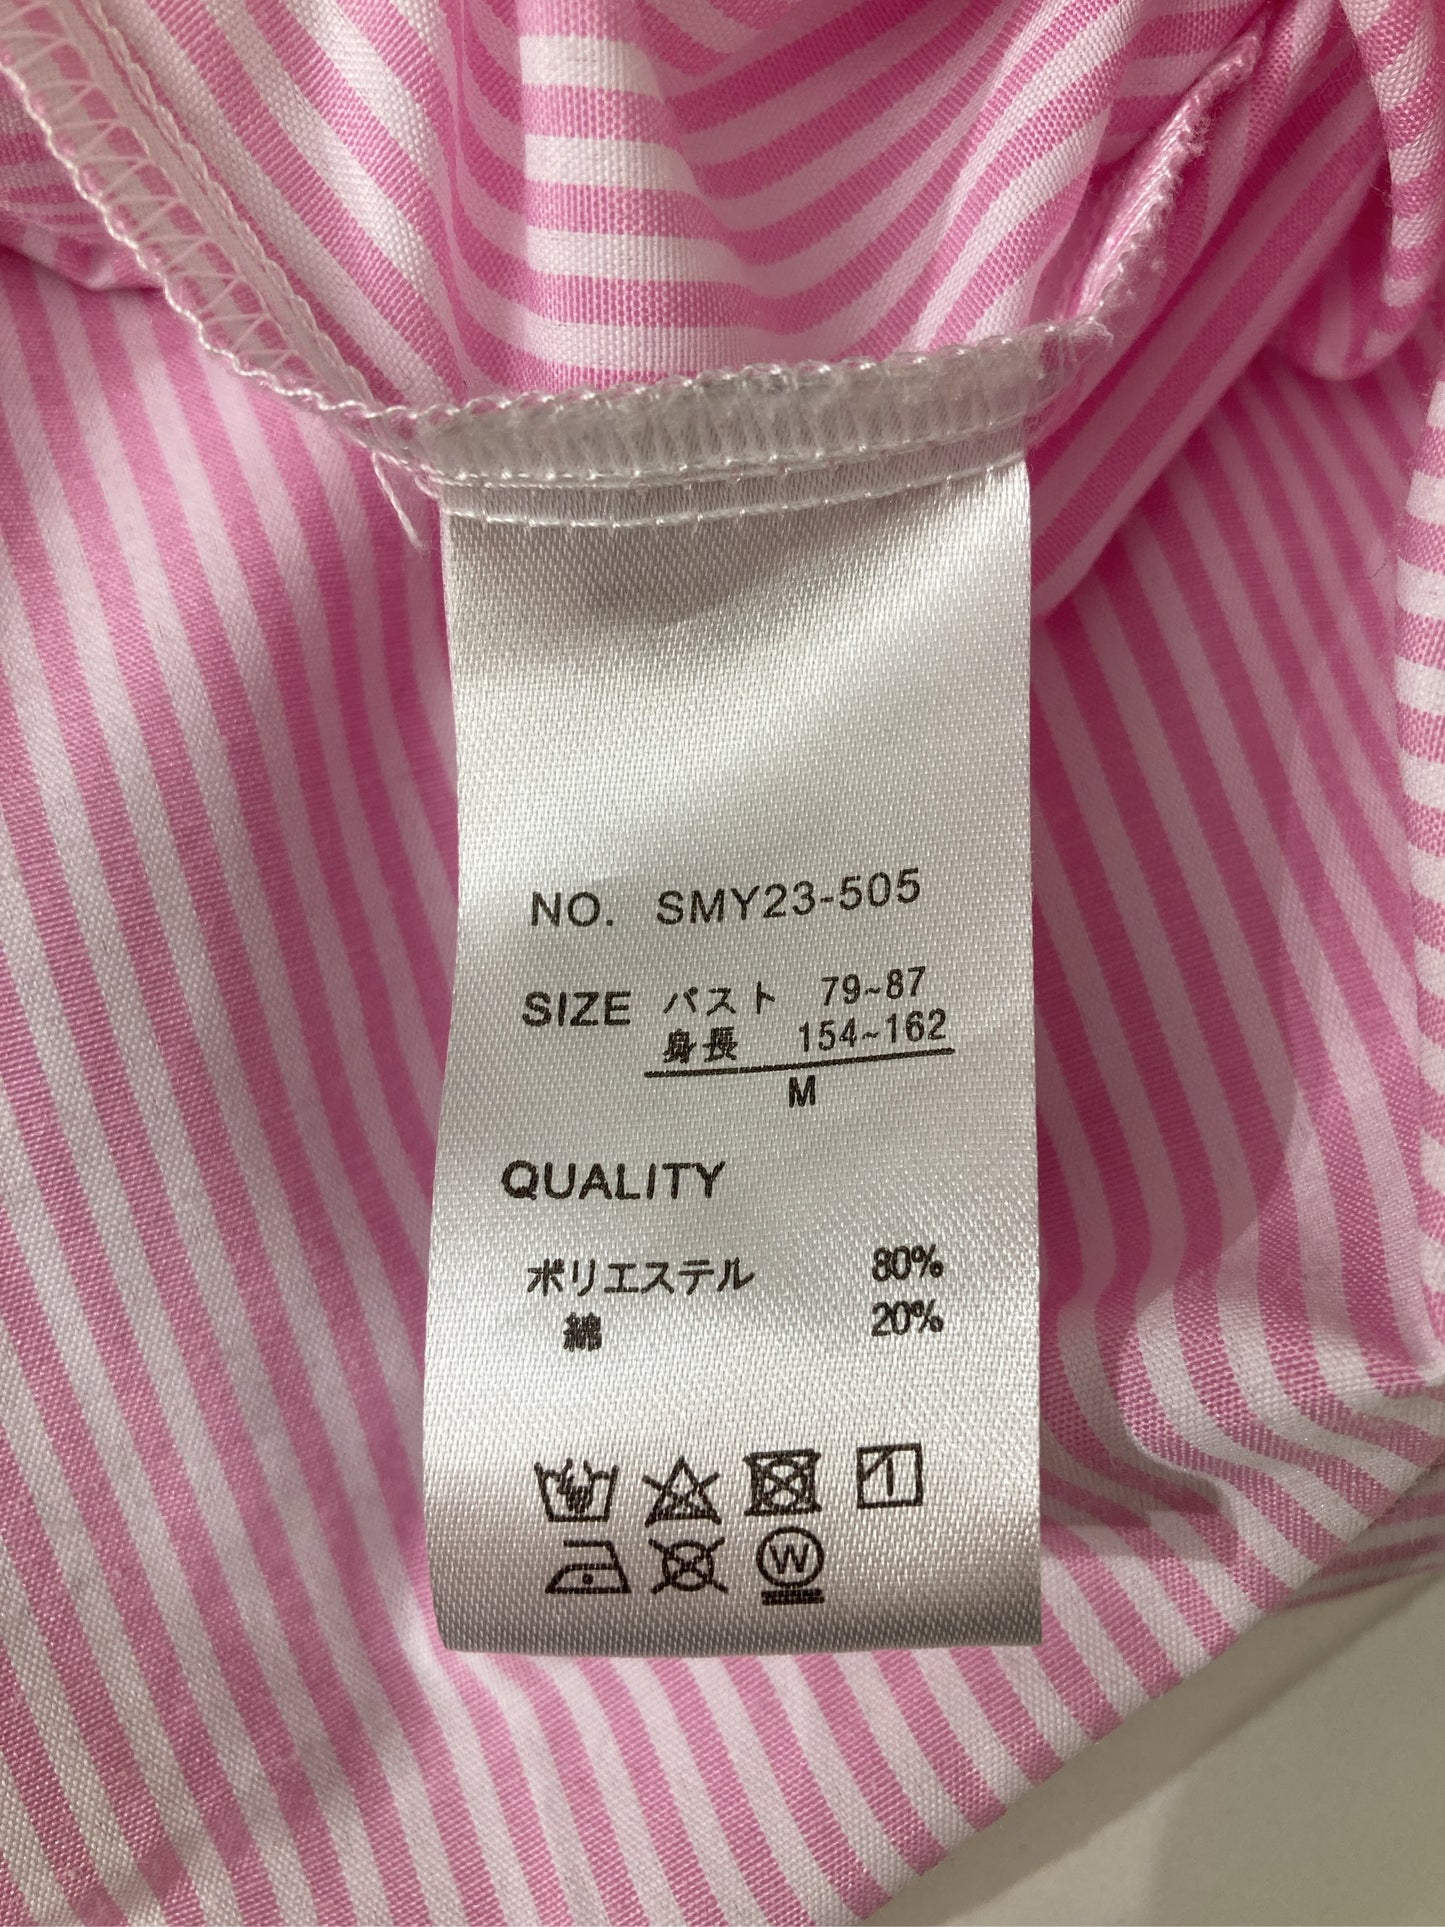 NO. SMY23-505
SIZE バスト 79~87
身長 154~162
M
QUALITY
ポリエステル 80%
綿 20%
W